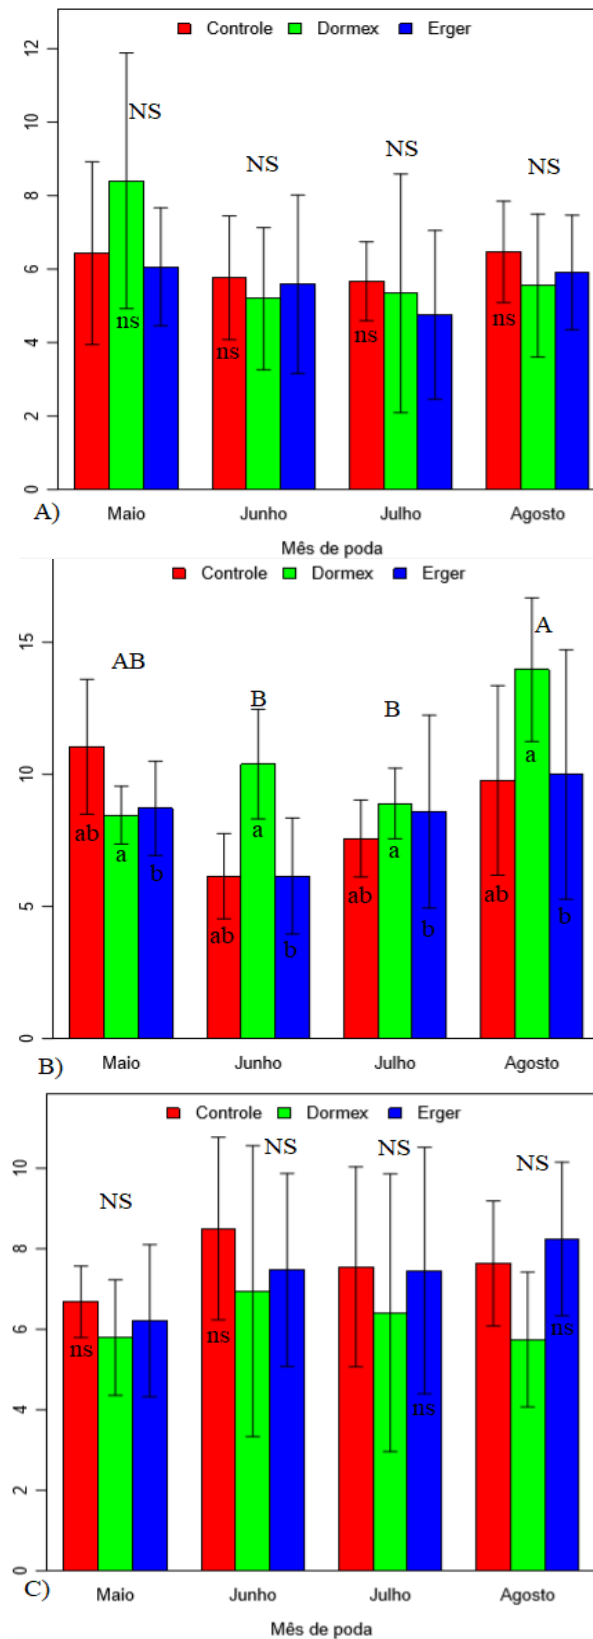 Controle Dormex Erger
12
10
8
6
4
2
0
NS NS NS NS
ns ns ns ns
Maio Junho Julho Agosto
A)
Mês de poda
Controle Dormex Erger
15
10
5
0
AB B B A
ab a b ab a b ab a b ab a b
Maio Junho Julho Agosto
B)
Controle Dormex Erger
10
8
6
4
2
0
NS NS NS NS
ns ns ns ns
Maio Junho Julho Agosto
C)
Mês de poda